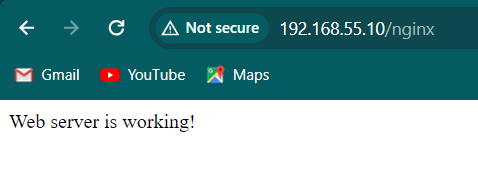 Not secure 192.168.55.10/nginx
Gmail YouTube Maps
Web server is working!